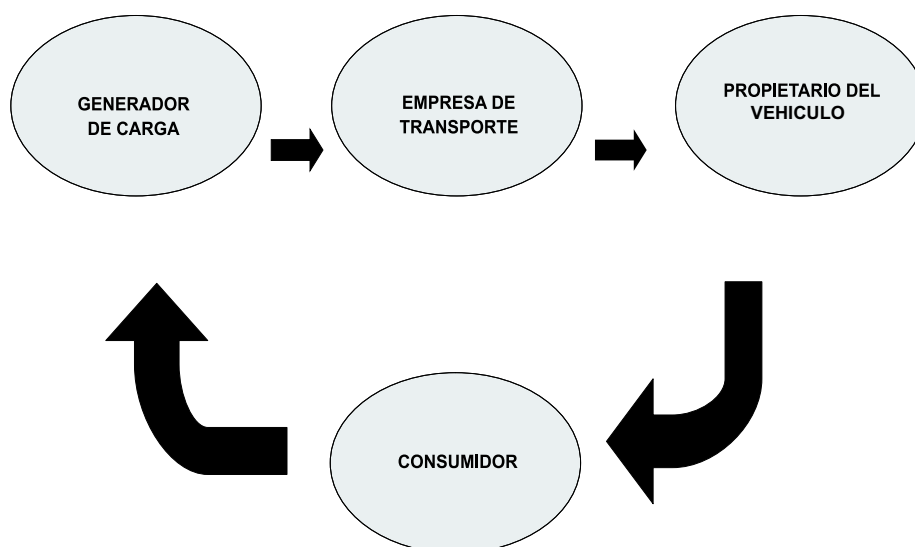 GENERADOR
DE CARGA
EMPRESA DE
TRANSPORTE
PROPIETARIO DEL
VEHICULO
CONSUMIDOR